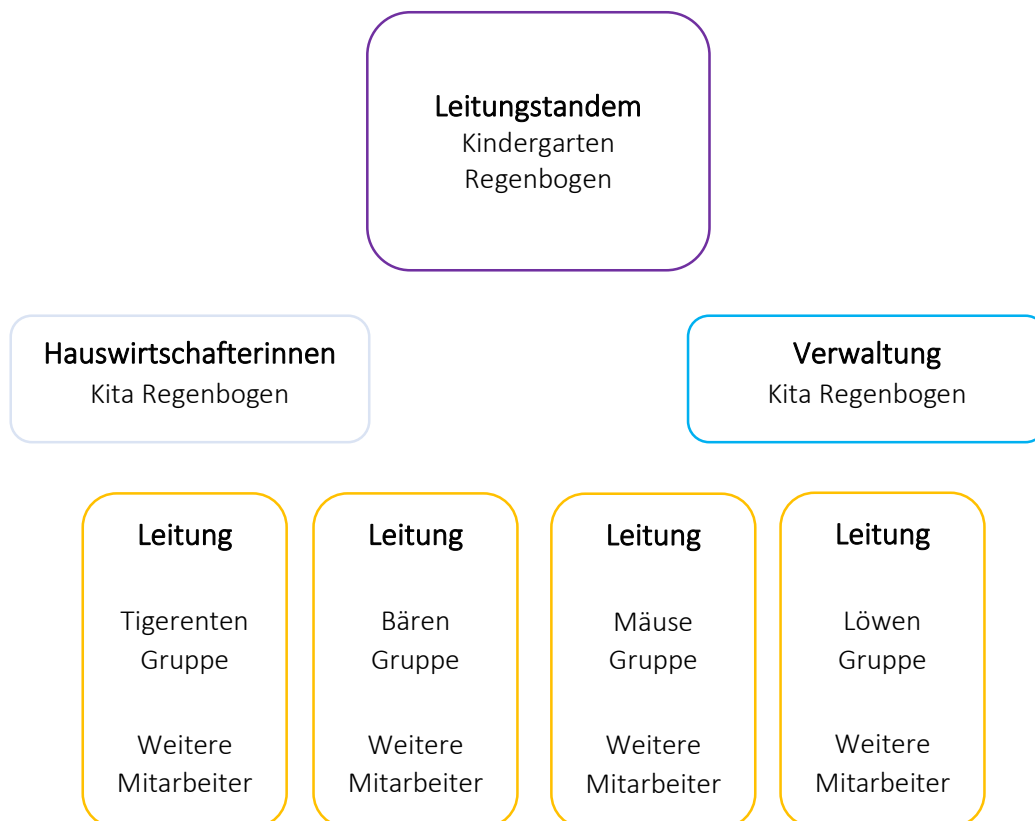 Leitungstandem
Kindergarten
Regenbogen
Hauswirtschafterinnen
Kita Regenbogen
Verwaltung
Kita Regenbogen
Leitung
Tigerenten
Gruppe
Weitere
Mitarbeiter
Leitung
Bären
Gruppe
Weitere
Mitarbeiter
Leitung
Mäuse
Gruppe
Weitere
Mitarbeiter
Leitung
Löwen
Gruppe
Weitere
Mitarbeiter